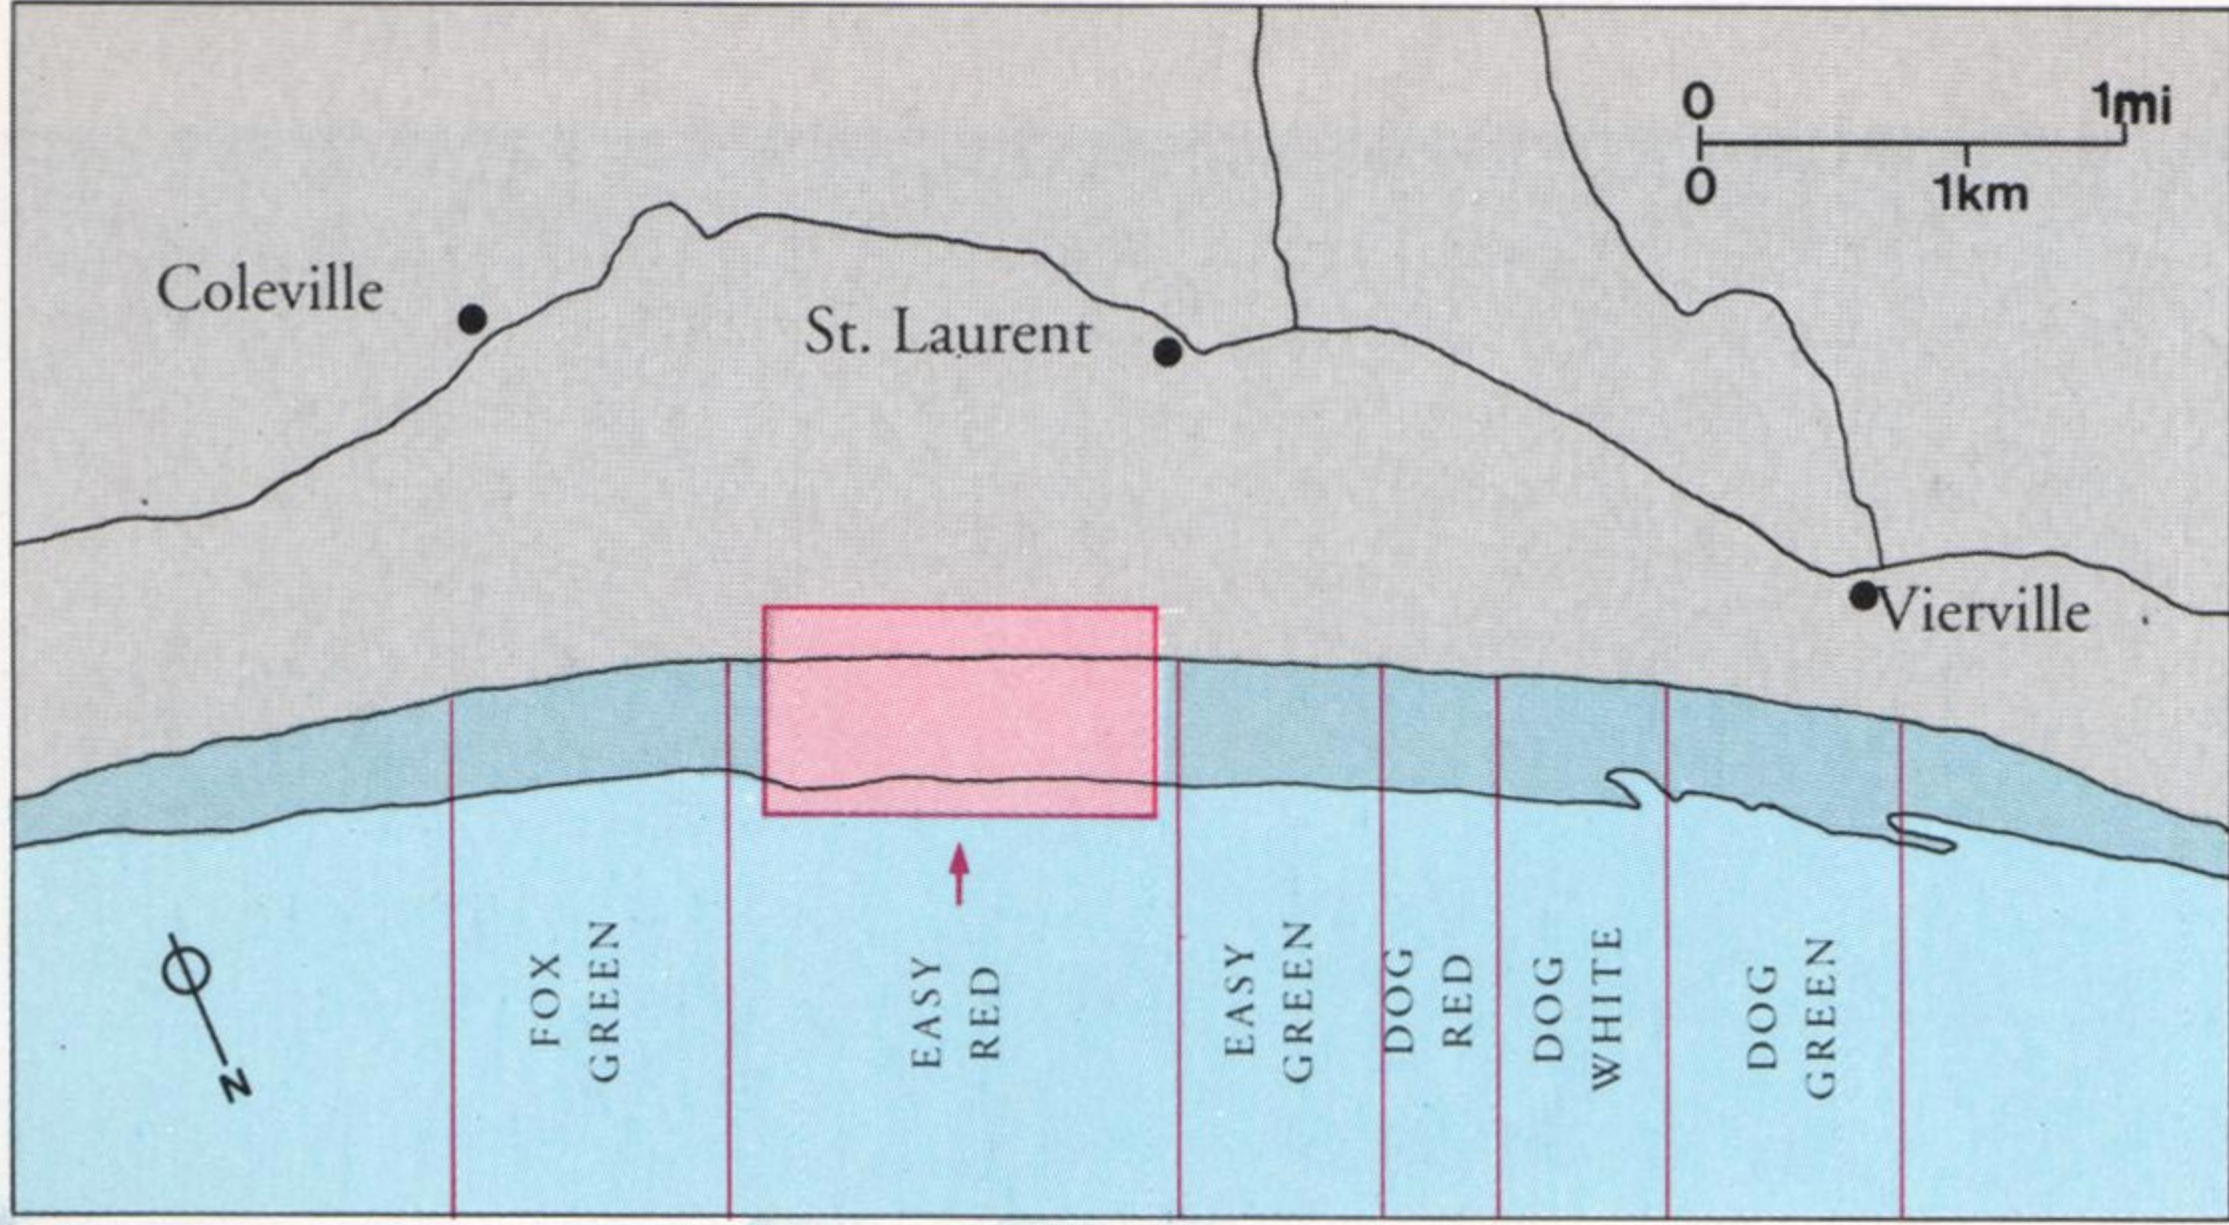 0 1mi
0 1km
Coleville
St. Laurent
Vierville
FOX
GREEN
EASY
RED
EASY
GREEN
DOG
RED
DOG
WHITE
DOG
GREEN
N